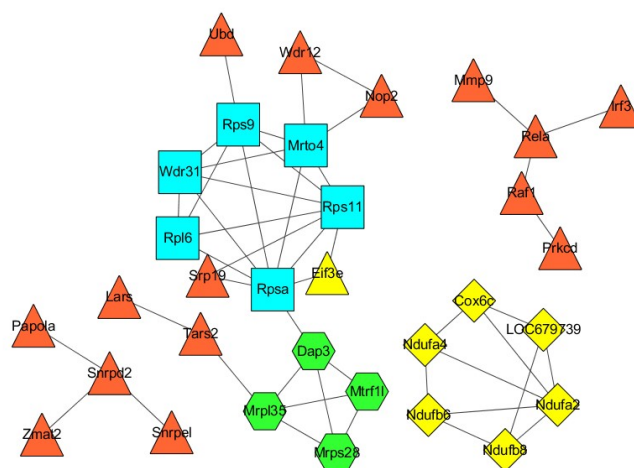 Ubd
Wdr12
Mmp9
Nop2
Irf3
Rps9
Rela
Mrto4
Wdr31
Raf1
Rps11
Rpl6
Prkcd
Srp19
Eif3e
Rpsa
Lars
Cox6c
Papola
LOC679739
Tars2
Ndufa4
Dap3
Snrpd2
Mtrf1l
Ndufa2
Mrpl35
Ndufb6
Zmat2
Snrpel
Mrps28
Ndufb8